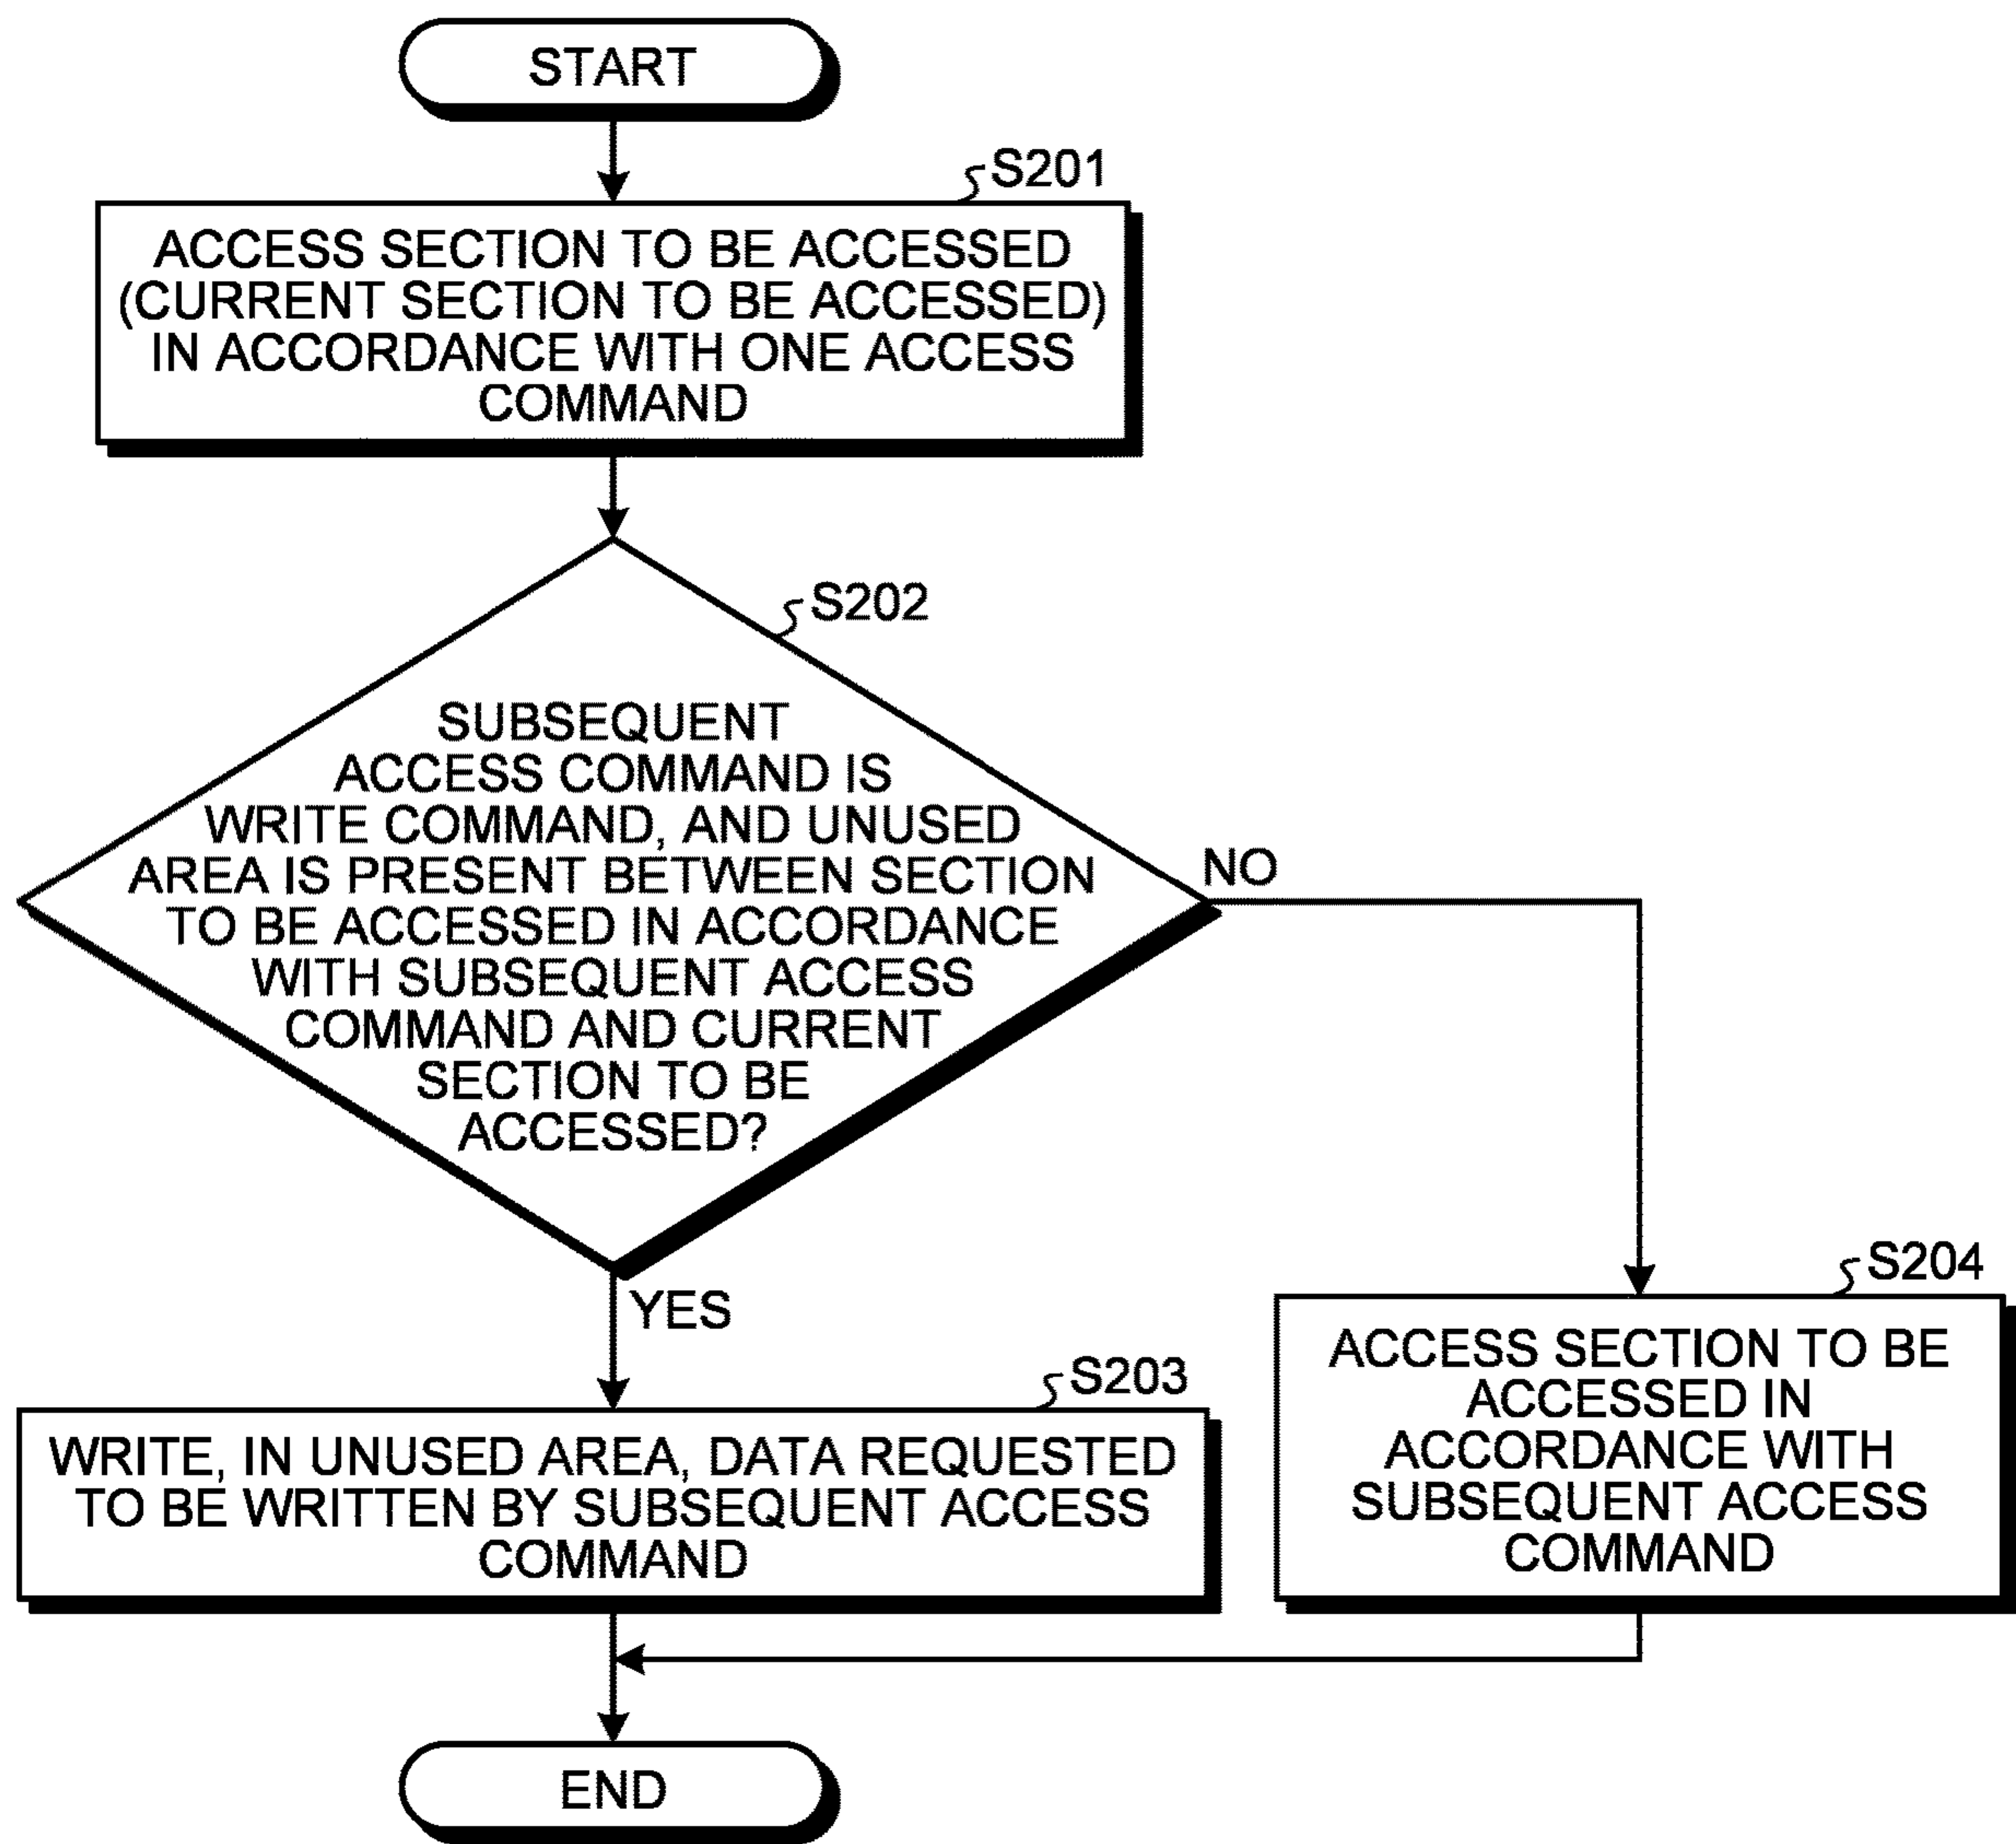 START
S201
ACCESS SECTION TO BE ACCESSED
(CURRENT SECTION TO BE ACCESSED)
IN ACCORDANCE WITH ONE ACCESS
COMMAND
S202
SUBSEQUENT
ACCESS COMMAND IS
WRITE COMMAND, AND UNUSED
AREA IS PRESENT BETWEEN SECTION
TO BE ACCESSED IN ACCORDANCE
WITH SUBSEQUENT ACCESS
COMMAND AND CURRENT
SECTION TO BE
ACCESSED?
NO
YES
S203
WRITE, IN UNUSED AREA, DATA REQUESTED
TO BE WRITTEN BY SUBSEQUENT ACCESS
COMMAND
S204
ACCESS SECTION TO BE
ACCESSED IN
ACCORDANCE WITH
SUBSEQUENT ACCESS
COMMAND
END